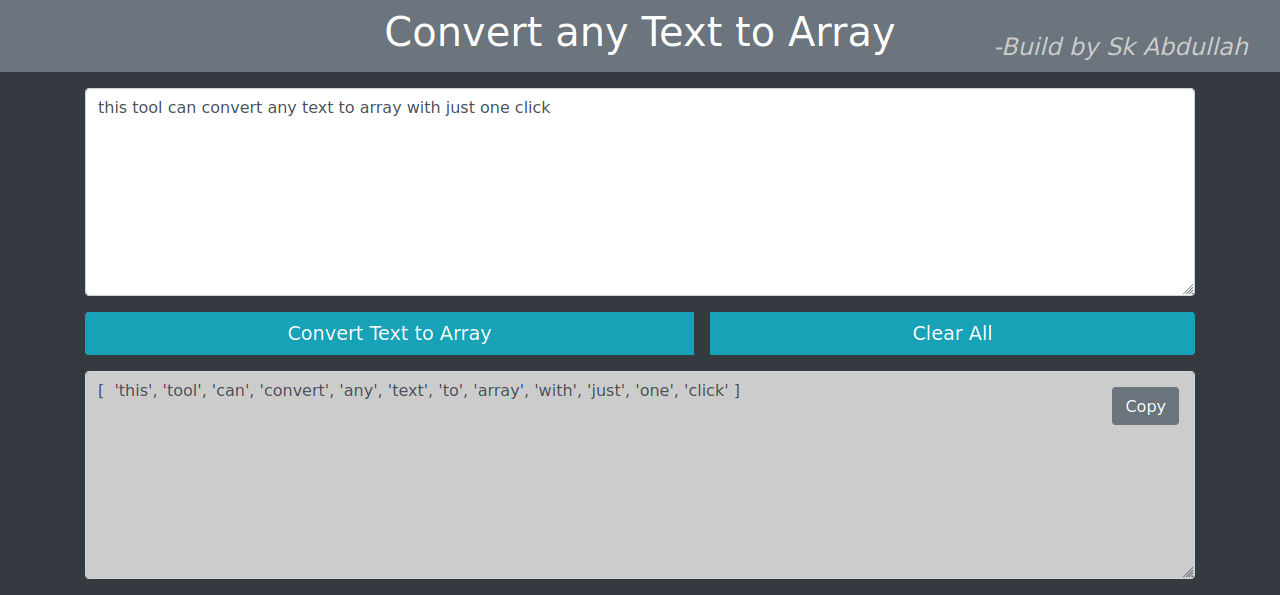 Convert any Text to Array
-Build by Sk Abdullah
this tool can convert any text to array with just one click
Convert Text to Array
Clear All
[  'this', 'tool', 'can', 'convert', 'any', 'text', 'to', 'array', 'with', 'just', 'one', 'click' ]
Copy